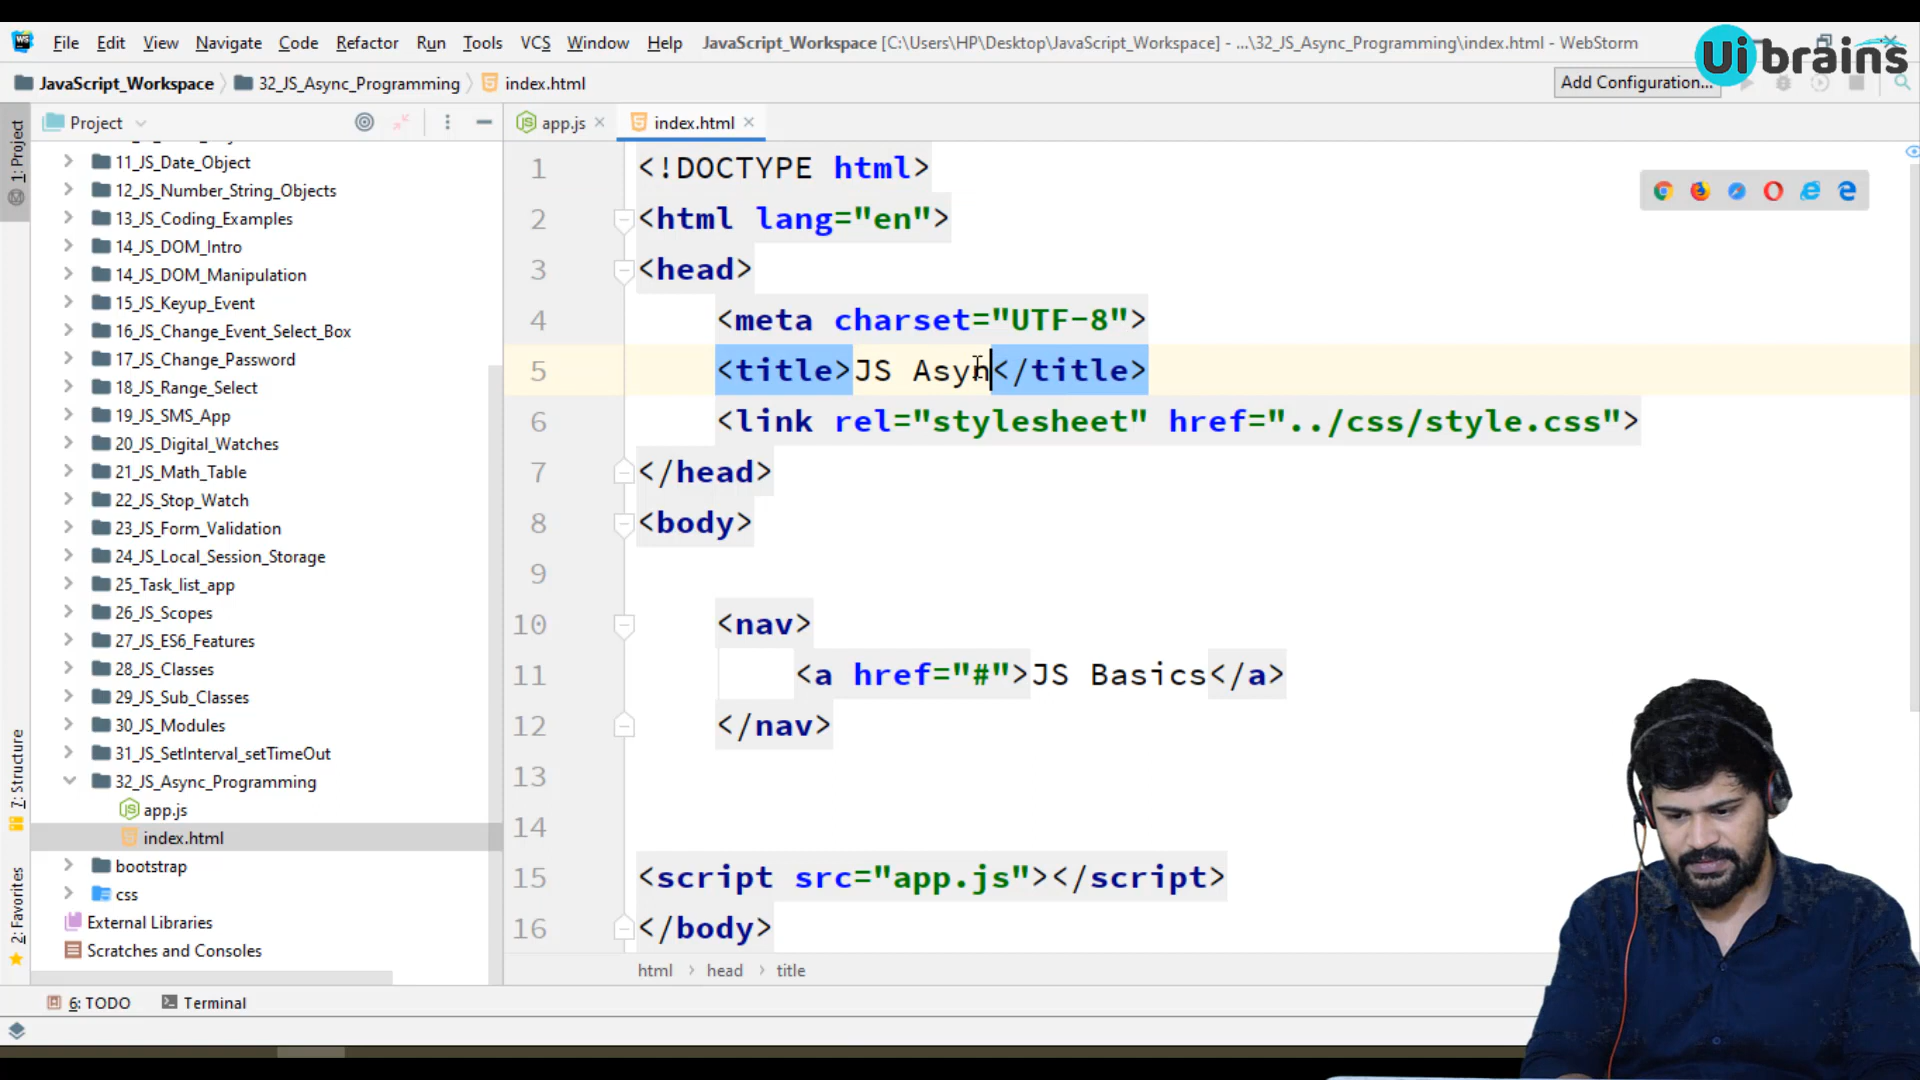 File Edit View Navigate Code Refactor Run Tools VCS Window Help JavaScript_Workspace [C:\Users\HP\Desktop\JavaScript_Workspace] - ...\32_JS_Async_Programming\index.html - WebStorm
Ui brains
JavaScript_Workspace 32_JS_Async_Programming index.html
Add Configuration...
1: Project
Project
app.js
index.html
12_JS_Number_String_Objects
11_JS_Date_Object
13_JS_Coding_Examples
14_JS_DOM_Intro
14_JS_DOM_Manipulation
15_JS_Keyup_Event
16_JS_Change_Event_Select_Box
17_JS_Change_Password
18_JS_Range_Select
19_JS_SMS_App
20_JS_Digital_Watches
21_JS_Math_Table
22_JS_Stop_Watch
23_JS_Form_Validation
24_JS_Local_Session_Storage
25_Task_list_app
26_JS_Scopes
27_JS_ES6_Features
28_JS_Classes
29_JS_Sub_Classes
30_JS_Modules
31_JS_SetInterval_setTimeOut
32_JS_Async_Programming
app.js
index.html
bootstrap
css
External Libraries
Scratches and Consoles
7: Structure
2: Favorites
1 <!DOCTYPE html>
2 <html lang="en">
3 <head>
4 <meta charset="UTF-8">
5 <title>JS Asyn</title>
6 <link rel="stylesheet" href="../css/style.css">
7 </head>
8 <body>
9
10 <nav>
11 <a href="#">JS Basics</a>
12 </nav>
13
14
15 <script src="app.js"></script>
16 </body>
html head title
6: TODO Terminal